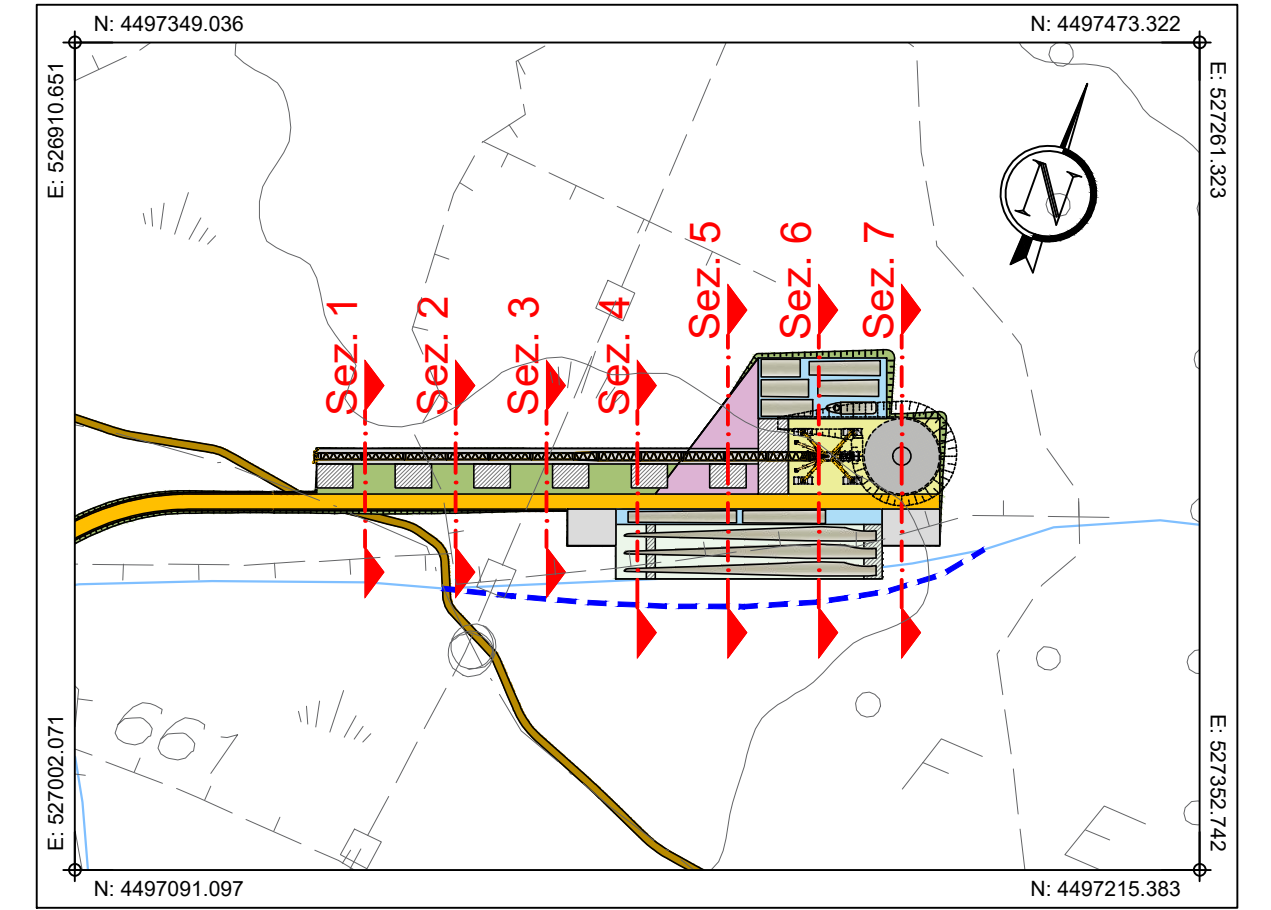 N: 4497349.036
N: 4497473.322
E: 526910.651
E: 527261.323
N
Sez. 1
Sez. 2
Sez. 3
Sez. 4
Sez. 5
Sez. 6
Sez. 7
661
E: 527002.071
E: 527352.742
N: 4497091.097
N: 4497215.383